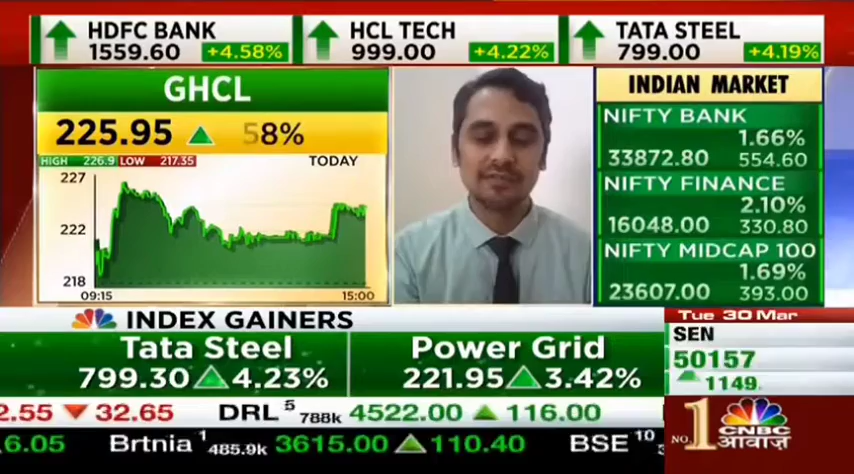 HDFC BANK
1559.60 +4.58%
HCL TECH
999.00 +4.22%
TATA STEEL
799.00 +4.19%
GHCL
225.95 58%
HIGH 226.9 LOW 217.35 TODAY
227
222
218
09:15 15:00
INDIAN MARKET
NIFTY BANK
1.66%
33872.80 554.60
NIFTY FINANCE
2.10%
16048.00 330.80
NIFTY MIDCAP 100
1.69%
23607.00 393.00
INDEX GAINERS
Tata Steel
799.30 4.23%
Power Grid
221.95 3.42%
Tue 30 Mar
SEN
50157
1149.
2.55 32.65 DRL 5 788k 4522.00 116.00
6.05 Brtnia 1 485.9k 3615.00 110.40 BSE 10
NO. 1 CNBC
आवाज़